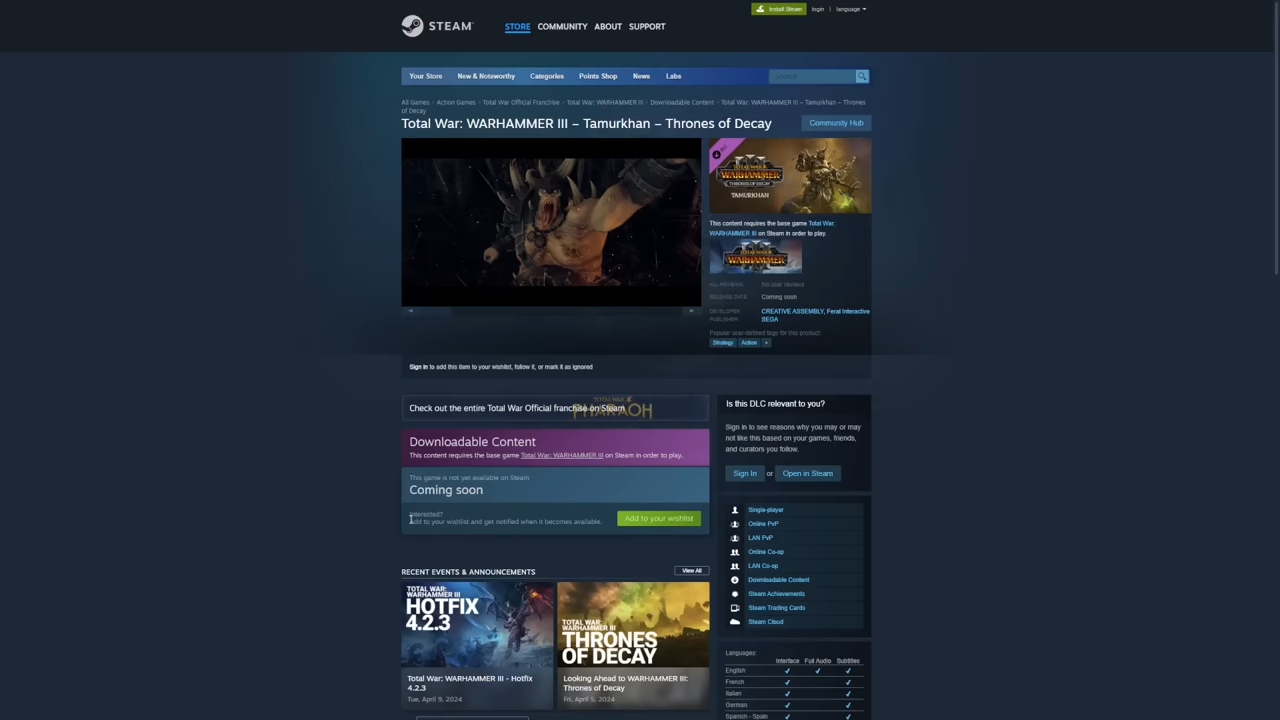 Install Steam
login | language
STEAM
STORE COMMUNITY ABOUT SUPPORT
Your Store New & Noteworthy Categories Points Shop News Labs
search
All Games > Action Games > Total War Official Franchise > Total War: WARHAMMER III > Downloadable Content > Total War: WARHAMMER III – Tamurkhan – Thrones
of Decay
Total War: WARHAMMER III – Tamurkhan – Thrones of Decay
Community Hub
DLC
TOTAL WAR
WARHAMMER
THRONES OF DECAY
TAMURKHAN
This content requires the base game Total War:
WARHAMMER III on Steam in order to play.
WARHAMMER
ALL REVIEWS: No user reviews
RELEASE DATE: Coming soon
DEVELOPER: CREATIVE ASSEMBLY, Feral Interactive
PUBLISHER: SEGA
Popular user-defined tags for this product:
Strategy Action +
Sign in to add this item to your wishlist, follow it, or mark it as ignored
Check out the entire Total War Official franchise on Steam
TOTAL WAR
PHARAOH
Downloadable Content
This content requires the base game Total War: WARHAMMER III on Steam in order to play.
This game is not yet available on Steam
Coming soon
Interested?
Add to your wishlist and get notified when it becomes available.
Add to your wishlist
Is this DLC relevant to you?
Sign in to see reasons why you may or may
not like this based on your games, friends,
and curators you follow.
Sign In or Open in Steam
Single-player
Online PvP
LAN PvP
Online Co-op
LAN Co-op
Downloadable Content
Steam Achievements
Steam Trading Cards
Steam Cloud
RECENT EVENTS & ANNOUNCEMENTS
View All
TOTAL WAR:
WARHAMMER III
HOTFIX
4.2.3
Total War: WARHAMMER III - Hotfix
4.2.3
Tue, April 9, 2024
TOTAL WAR:
WARHAMMER III
THRONES
OF DECAY
Looking Ahead to WARHAMMER III:
Thrones of Decay
Fri, April 5, 2024
Languages:
Interface Full Audio Subtitles
English ✔ ✔ ✔
French ✔ ✔
Italian ✔ ✔
German ✔ ✔
Spanish - Spain ✔ ✔